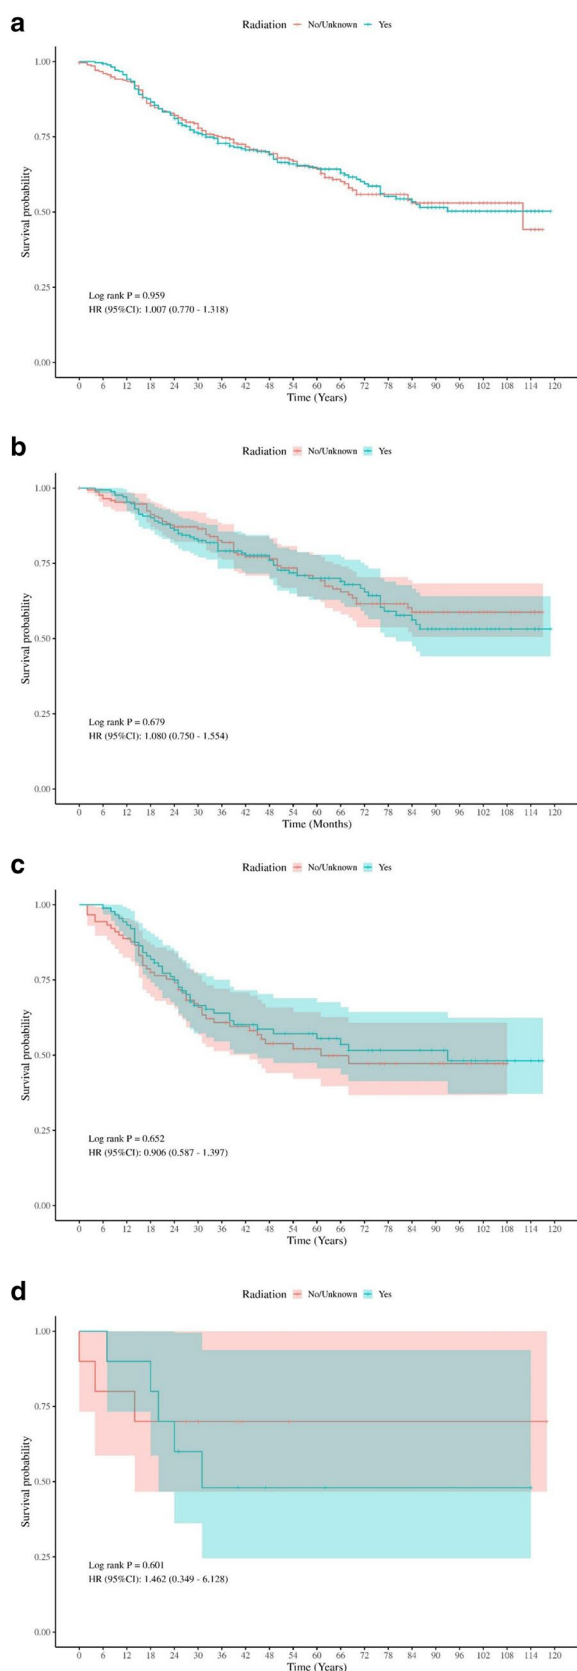 a
Radiation No/Unknown Yes
1.00
0.75
0.50
0.25
0.00
Survival probability
Log rank P = 0.959
HR (95%CI): 1.007 (0.770 - 1.318)
0 6 12 18 24 30 36 42 48 54 60 66 72 78 84 90 96 102 108 114 120
Time (Years)
b
Radiation No/Unknown Yes
1.00
0.75
0.50
0.25
0.00
Survival probability
Log rank P = 0.679
HR (95%CI): 1.080 (0.750 - 1.554)
0 6 12 18 24 30 36 42 48 54 60 66 72 78 84 90 96 102 108 114 120
Time (Months)
c
Radiation No/Unknown Yes
1.00
0.75
0.50
0.25
0.00
Survival probability
Log rank P = 0.652
HR (95%CI): 0.906 (0.587 - 1.397)
0 6 12 18 24 30 36 42 48 54 60 66 72 78 84 90 96 102 108 114 120
Time (Years)
d
Radiation No/Unknown Yes
1.00
0.75
0.50
0.25
0.00
Survival probability
Log rank P = 0.601
HR (95%CI): 1.462 (0.349 - 6.128)
0 6 12 18 24 30 36 42 48 54 60 66 72 78 84 90 96 102 108 114 120
Time (Years)